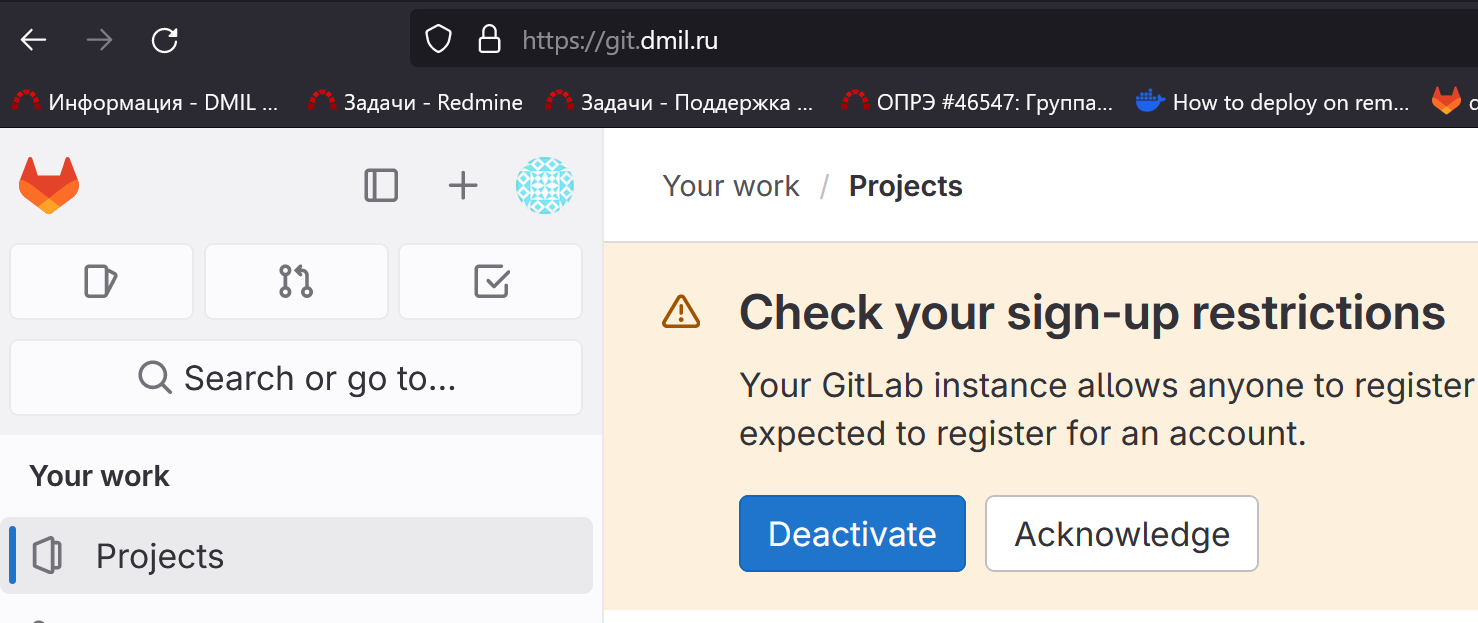 https://git.dmil.ru
Информация - DMIL ...
Задачи - Redmine
Задачи - Поддержка ...
ОПРЭ #46547: Группа...
How to deploy on rem...
Your work / Projects
Check your sign-up restrictions
Your GitLab instance allows anyone to register
expected to register for an account.
Deactivate
Acknowledge
Search or go to...
Your work
Projects